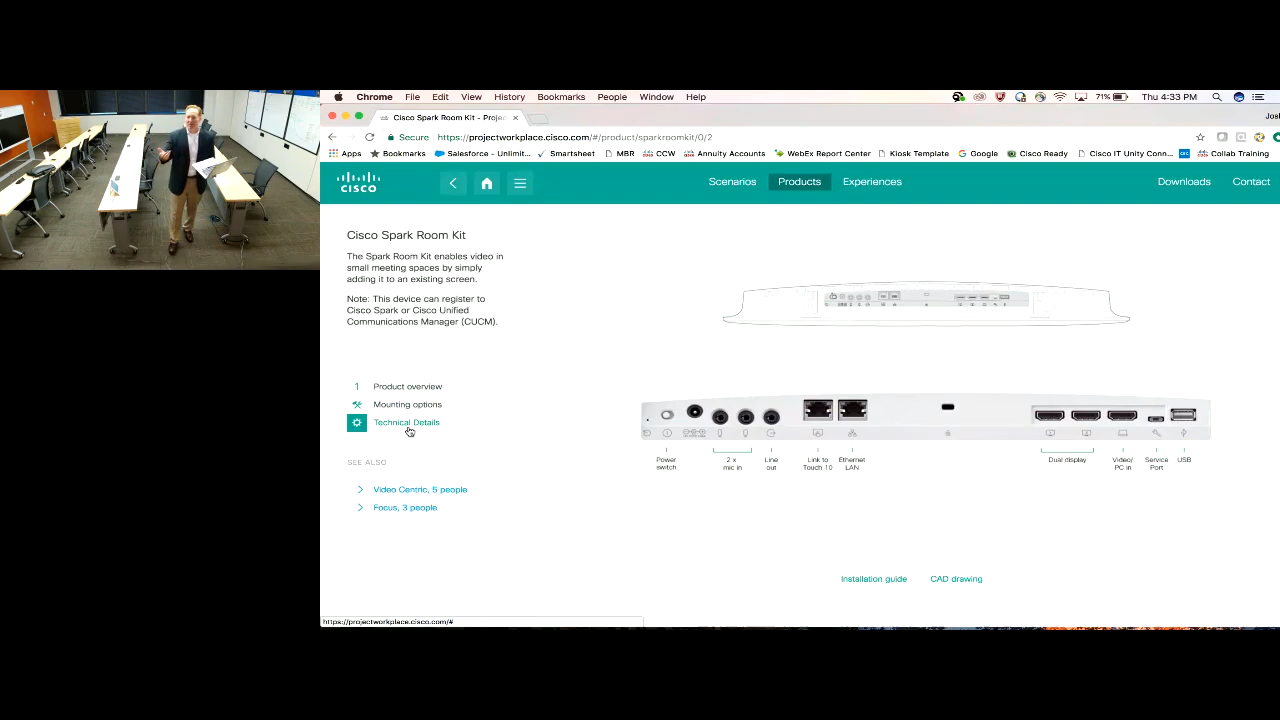 Chrome File Edit View History Bookmarks People Window Help 71% Thu 4:33 PM
Cisco Spark Room Kit - Projec × Josh
Secure https://projectworkplace.cisco.com/#/product/sparkroomkit/0/2
Apps Bookmarks Salesforce - Unlimit... Smartsheet MBR CCW Annuity Accounts WebEx Report Center Kiosk Template Google Cisco Ready Cisco IT Unity Conn... Collab Training
CISCO Scenarios Products Experiences Downloads Contact
Cisco Spark Room Kit
The Spark Room Kit enables video in
small meeting spaces by simply
adding it to an existing screen.
Note: This device can register to
Cisco Spark or Cisco Unified
Communications Manager (CUCM).
1 Product overview
Mounting options
Technical Details
SEE ALSO
Video Centric, 5 people
Focus, 3 people
Power
switch
2 x
mic in
Line
out
Link to
Touch 10
Ethernet
LAN
Dual display
Video/
PC in
Service
Port
USB
Installation guide CAD drawing
https://projectworkplace.cisco.com/#